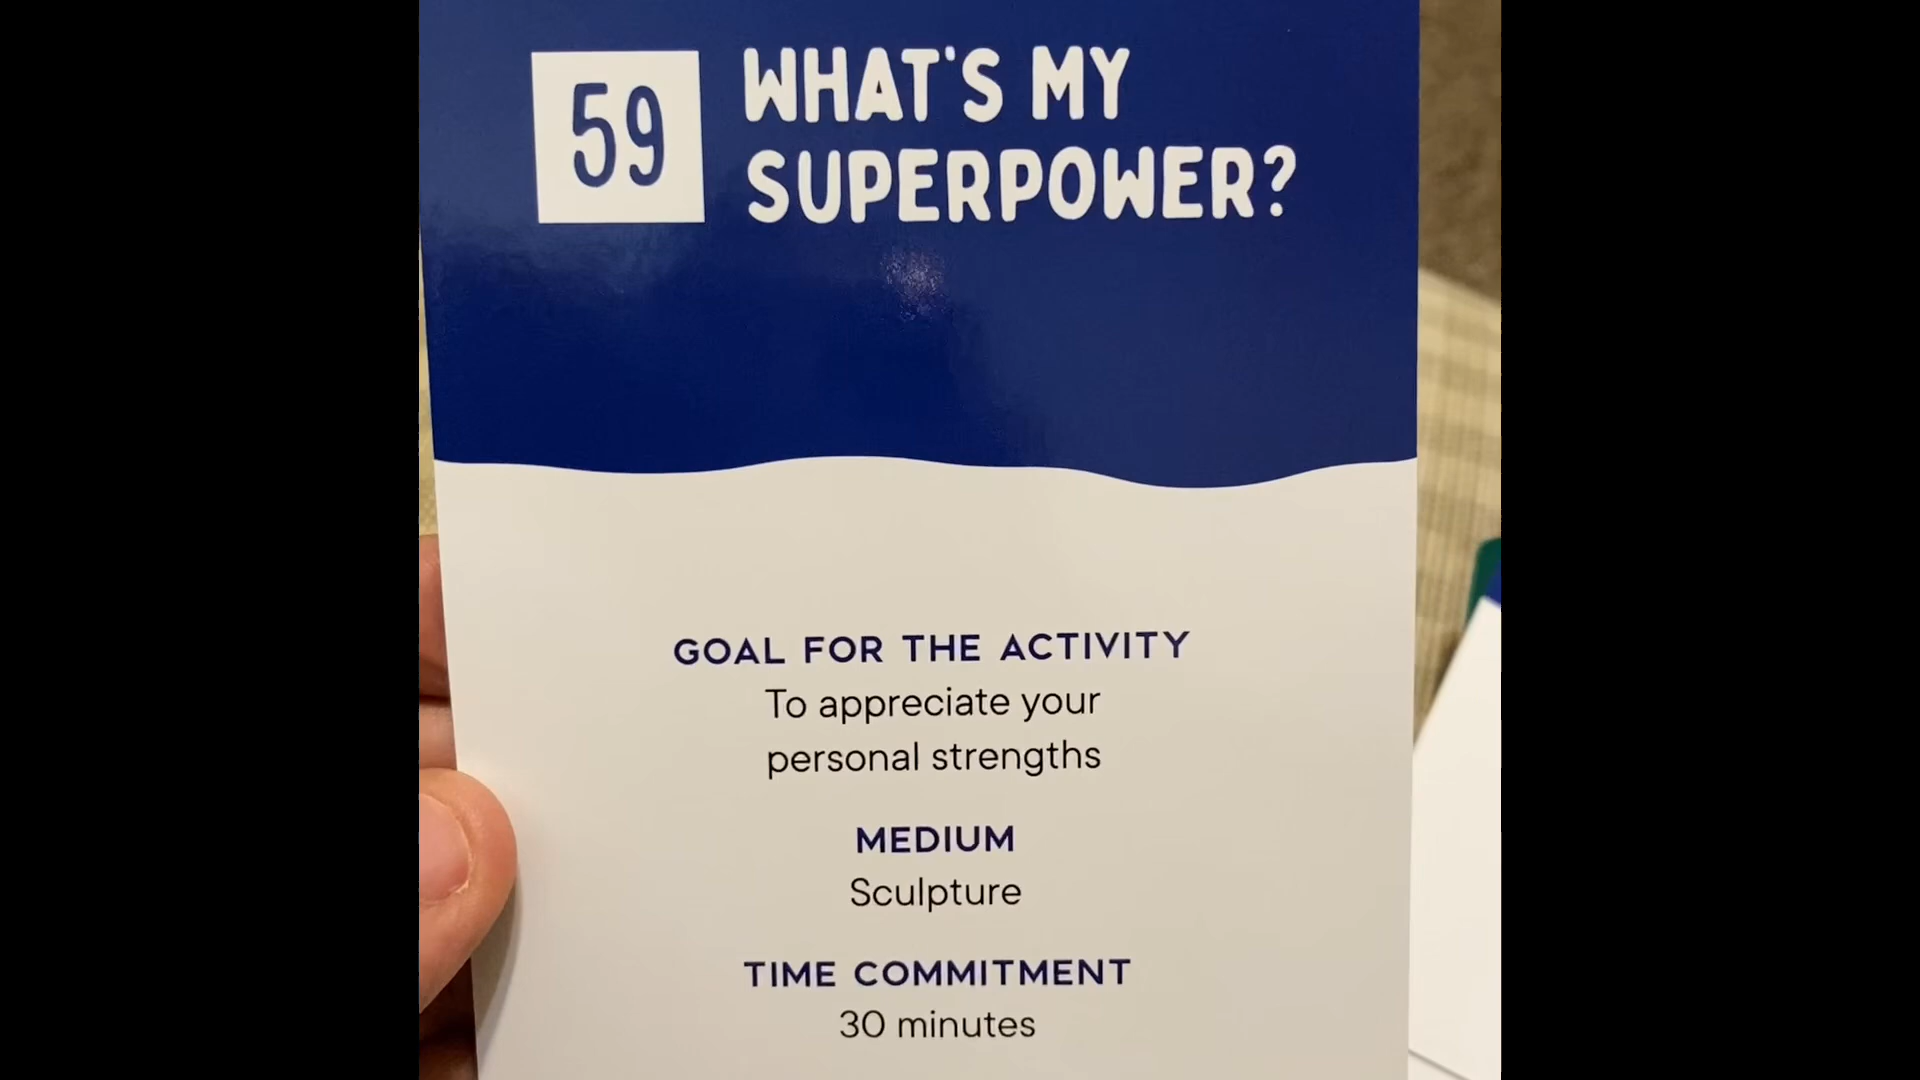 59
WHAT'S MY
SUPERPOWER?
GOAL FOR THE ACTIVITY
To appreciate your
personal strengths
MEDIUM
Sculpture
TIME COMMITMENT
30 minutes